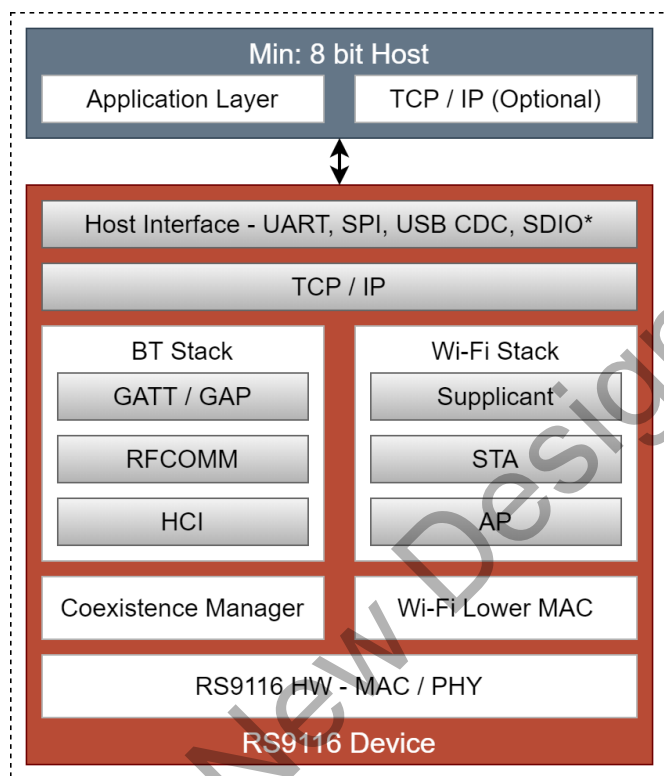 Min: 8 bit Host
Application Layer
TCP / IP (Optional)
Host Interface - UART, SPI, USB CDC, SDIO*
TCP / IP
BT Stack
GATT / GAP
RFCOMM
HCI
Wi-Fi Stack
Supplicant
STA
AP
Coexistence Manager
Wi-Fi Lower MAC
RS9116 HW - MAC / PHY
RS9116 Device
New Design